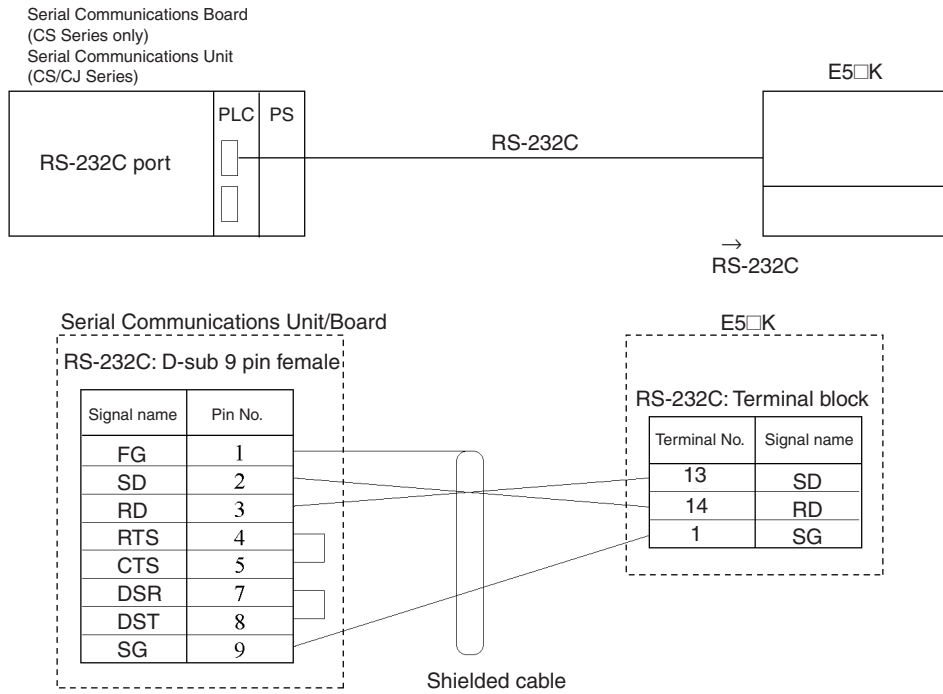 Serial Communications Board
(CS Series only)
Serial Communications Unit
(CS/CJ Series)
E5□K
PLC PS
RS-232C port
RS-232C
→
RS-232C
Serial Communications Unit/Board
E5□K
RS-232C: D-sub 9 pin female
RS-232C: Terminal block
Signal name Pin No.
FG 1
SD 2
RD 3
RTS 4
CTS 5
DSR 7
DST 8
SG 9
Terminal No. Signal name
13 SD
14 RD
1 SG
Shielded cable